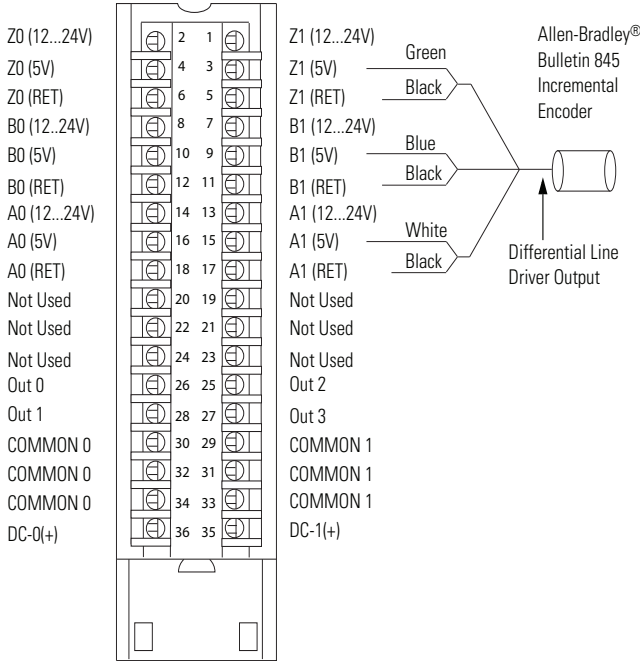 Z0 (12...24V) 2 1 Z1 (12...24V)
Z0 (5V) 4 3 Z1 (5V)
Z0 (RET) 6 5 Z1 (RET)
B0 (12...24V) 8 7 B1 (12...24V)
B0 (5V) 10 9 B1 (5V)
B0 (RET) 12 11 B1 (RET)
A0 (12...24V) 14 13 A1 (12...24V)
A0 (5V) 16 15 A1 (5V)
A0 (RET) 18 17 A1 (RET)
Not Used 20 19 Not Used
Not Used 22 21 Not Used
Not Used 24 23 Not Used
Out 0 26 25 Out 2
Out 1 28 27 Out 3
COMMON 0 30 29 COMMON 1
COMMON 0 32 31 COMMON 1
COMMON 0 34 33 COMMON 1
DC-0(+) 36 35 DC-1(+)
Green
Black
Blue
Black
White
Black
Allen-Bradley®
Bulletin 845
Incremental
Encoder
Differential Line
Driver Output